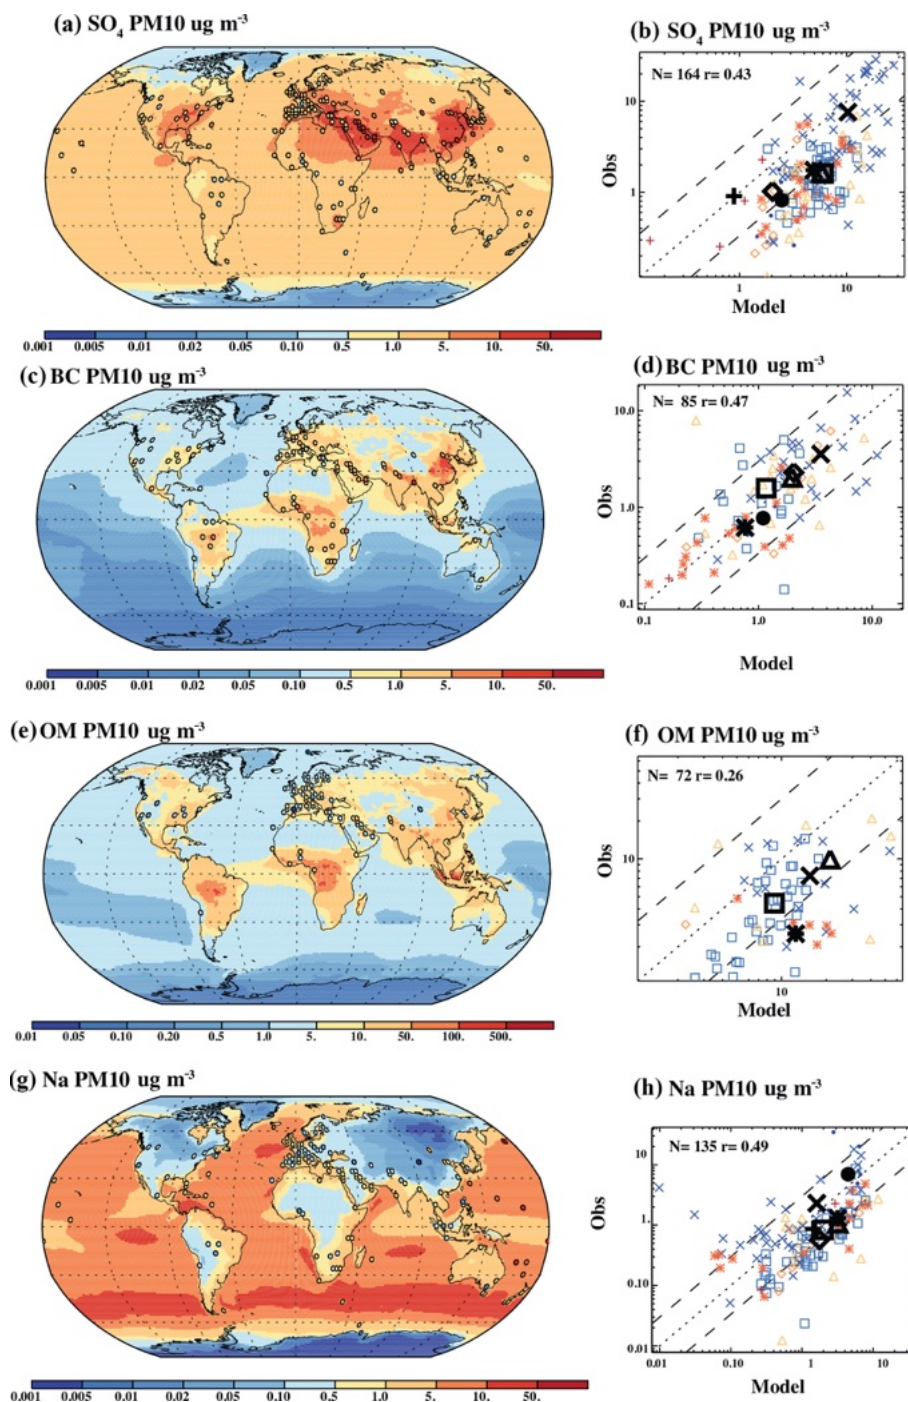 (a) SO4 PM10 ug m-3
(b) SO4 PM10 ug m-3
N= 164 r= 0.43
10
1
Obs
1 10
Model
0.001 0.005 0.01 0.02 0.05 0.10 0.5 1.0 5. 10. 50.
(c) BC PM10 ug m-3
(d) BC PM10 ug m-3
N= 85 r= 0.47
10.0
1.0
0.1
Obs
0.1 1.0 10.0
Model
0.001 0.005 0.01 0.02 0.05 0.10 0.5 1.0 5. 10. 50.
(e) OM PM10 ug m-3
(f) OM PM10 ug m-3
N= 72 r= 0.26
10
Obs
10
Model
0.01 0.05 0.10 0.20 0.5 1. 5. 10. 50. 100. 500.
(g) Na PM10 ug m-3
(h) Na PM10 ug m-3
N= 135 r= 0.49
10
1
0.10
0.01
Obs
0.01 0.10 1 10
Model
0.001 0.005 0.01 0.02 0.05 0.10 0.5 1.0 5. 10. 50.